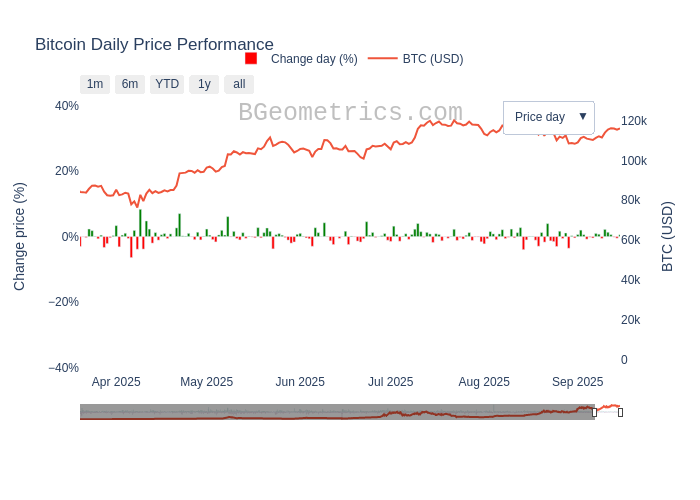 Bitcoin Daily Price Performance
Change day (%)
BTC (USD)
1m
6m
YTD
1y
all
BGeometrics.com
Price day ▼
40%
20%
0%
−20%
−40%
Change price (%)
120k
100k
80k
60k
40k
20k
0
BTC (USD)
Apr 2025
May 2025
Jun 2025
Jul 2025
Aug 2025
Sep 2025